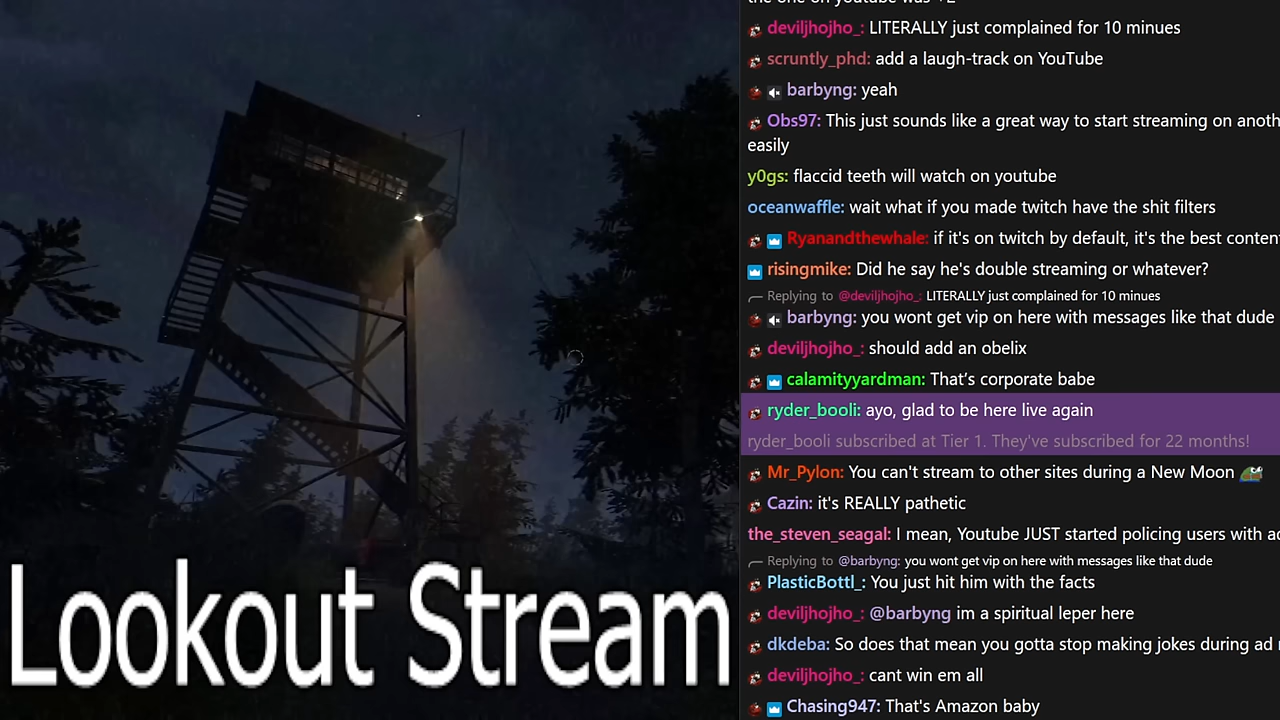 the one on youtube was +2
deviljhojho_: LITERALLY just complained for 10 minues
scruntly_phd: add a laugh-track on YouTube
barbyng: yeah
Obs97: This just sounds like a great way to start streaming on anoth
easily
y0gs: flaccid teeth will watch on youtube
oceanwaffle: wait what if you made twitch have the shit filters
Ryanandthewhale: if it's on twitch by default, it's the best conten
risingmike: Did he say he's double streaming or whatever?
Replying to @deviljhojho_: LITERALLY just complained for 10 minues
barbyng: you wont get vip on here with messages like that dude
deviljhojho_: should add an obelix
calamityyardman: That's corporate babe
ryder_booli: ayo, glad to be here live again
ryder_booli subscribed at Tier 1. They've subscribed for 22 months!
Mr_Pylon: You can't stream to other sites during a New Moon
Cazin: it's REALLY pathetic
the_steven_seagal: I mean, Youtube JUST started policing users with ad
Replying to @barbyng: you wont get vip on here with messages like that dude
PlasticBottl_: You just hit him with the facts
deviljhojho_: @barbyng im a spiritual leper here
dkdeba: So does that mean you gotta stop making jokes during ad
deviljhojho_: cant win em all
Chasing947: That's Amazon baby
Lookout Stream